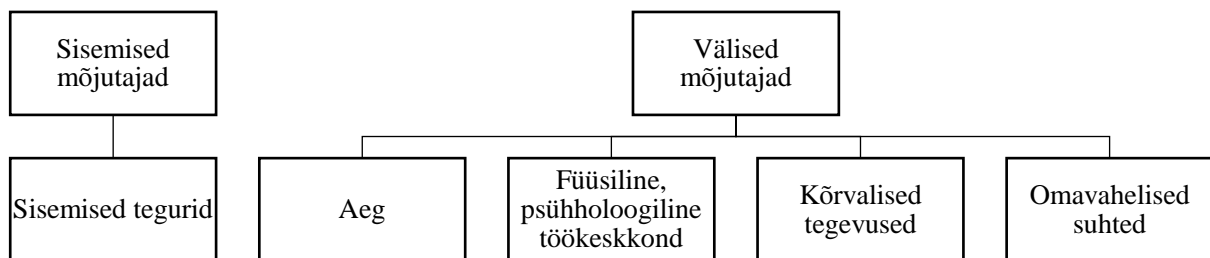 Sisemised
mõjutajad
Välised
mõjutajad
Sisemised tegurid
Aeg
Füüsiline,
psühholoogiline
töökeskkond
Kõrvalised
tegevused
Omavahelised
suhted